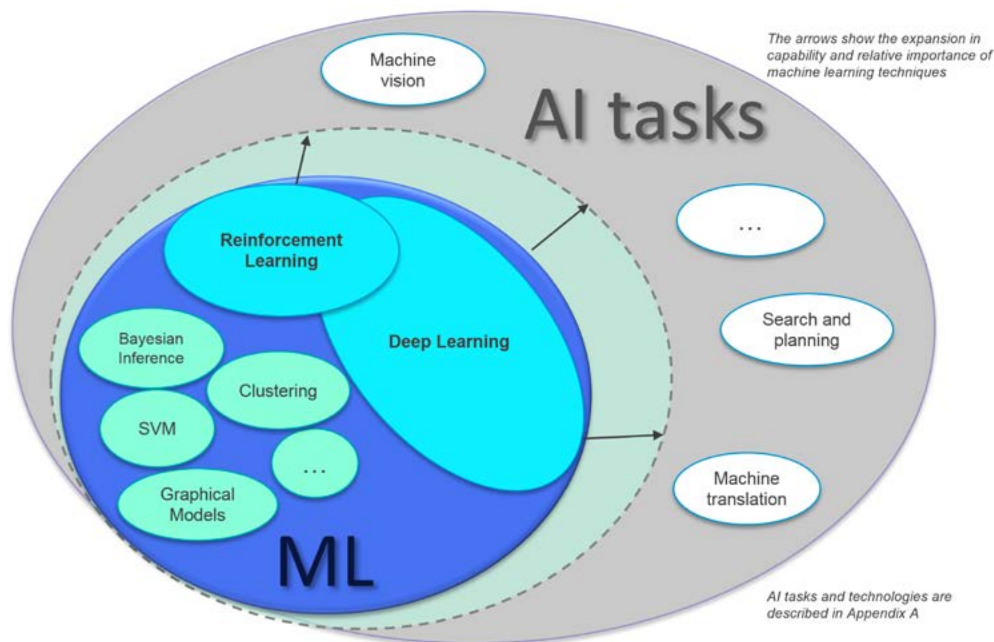 The arrows show the expansion in
capability and relative importance of
machine learning techniques
Machine
vision
AI tasks
...
Reinforcement
Learning
Search and
planning
Deep Learning
Bayesian
Inference
Clustering
SVM
...
Machine
translation
Graphical
Models
ML
AI tasks and technologies are
described in Appendix A